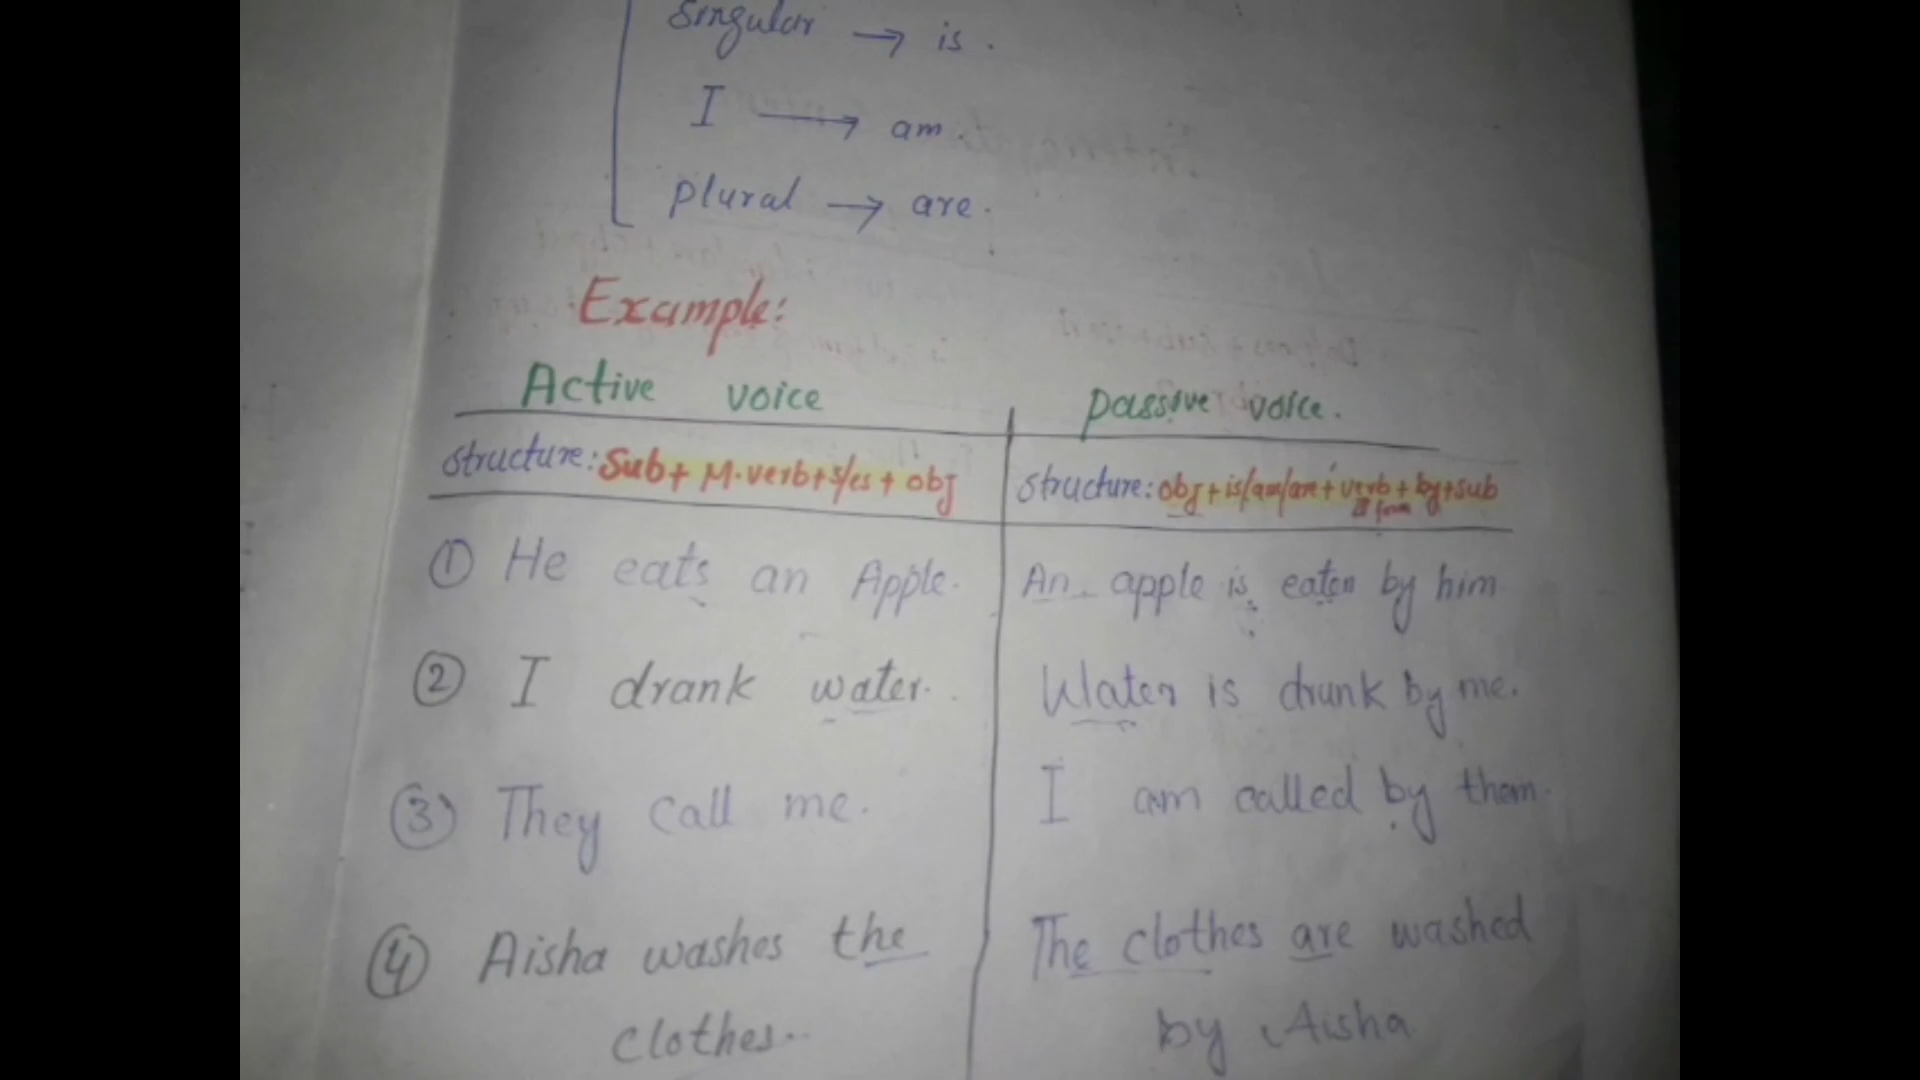 Singular → is.
I → am.
plural → are.
Example:
Active voice
passive voice.
structure: Sub + M.verb+s/es + obj
structure: obj + is/am/are + verb + by + sub
III form
① He eats an Apple.
An apple is eaten by him
② I drank water.
Water is drunk by me.
③ They call me.
I am called by them.
④ Aisha washes the
clothes.
The clothes are washed
by Aisha